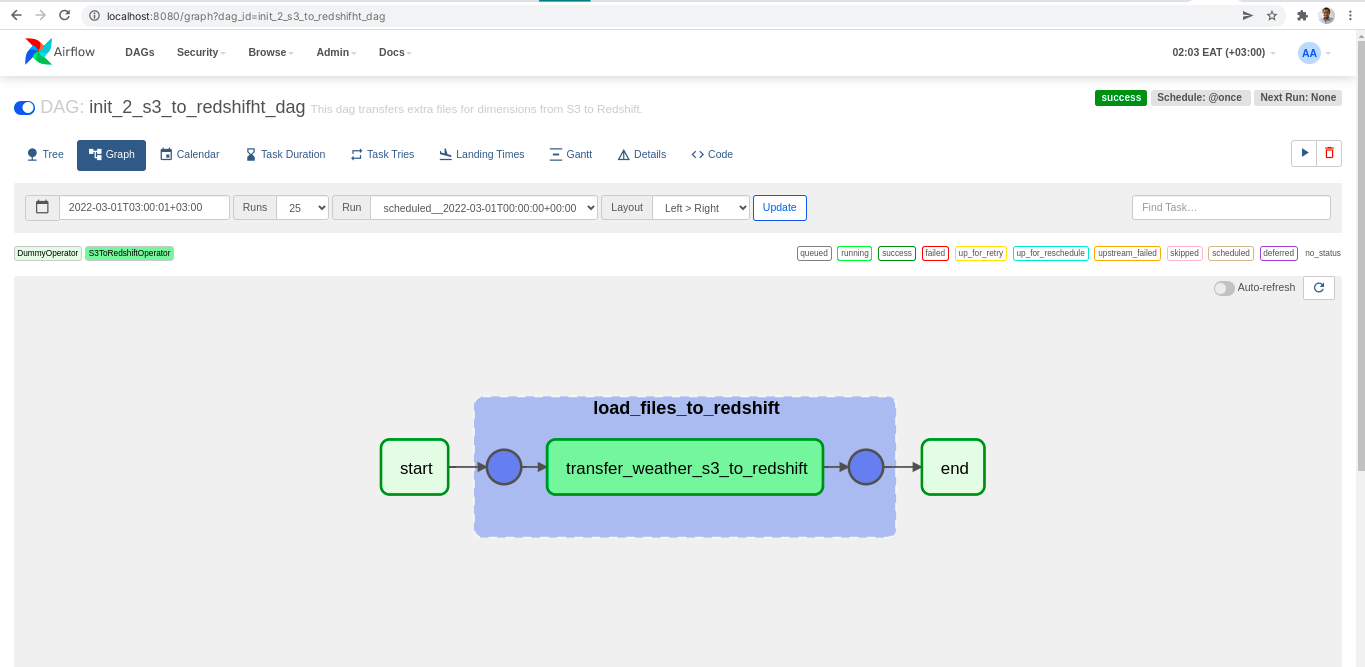 localhost:8080/graph?dag_id=init_2_s3_to_redshifht_dag
Airflow DAGs Security Browse Admin Docs 02:03 EAT (+03:00) AA
DAG: init_2_s3_to_redshifht_dag This dag transfers extra files for dimensions from S3 to Redshift. success Schedule: @once Next Run: None
Tree Graph Calendar Task Duration Task Tries Landing Times Gantt Details Code
2022-03-01T03:00:01+03:00 Runs 25 Run scheduled__2022-03-01T00:00:00+00:00 Layout Left > Right Update Find Task...
DummyOperator S3ToRedshiftOperator queued running success failed up_for_retry up_for_reschedule upstream_failed skipped scheduled deferred no_status
Auto-refresh
load_files_to_redshift
start transfer_weather_s3_to_redshift end